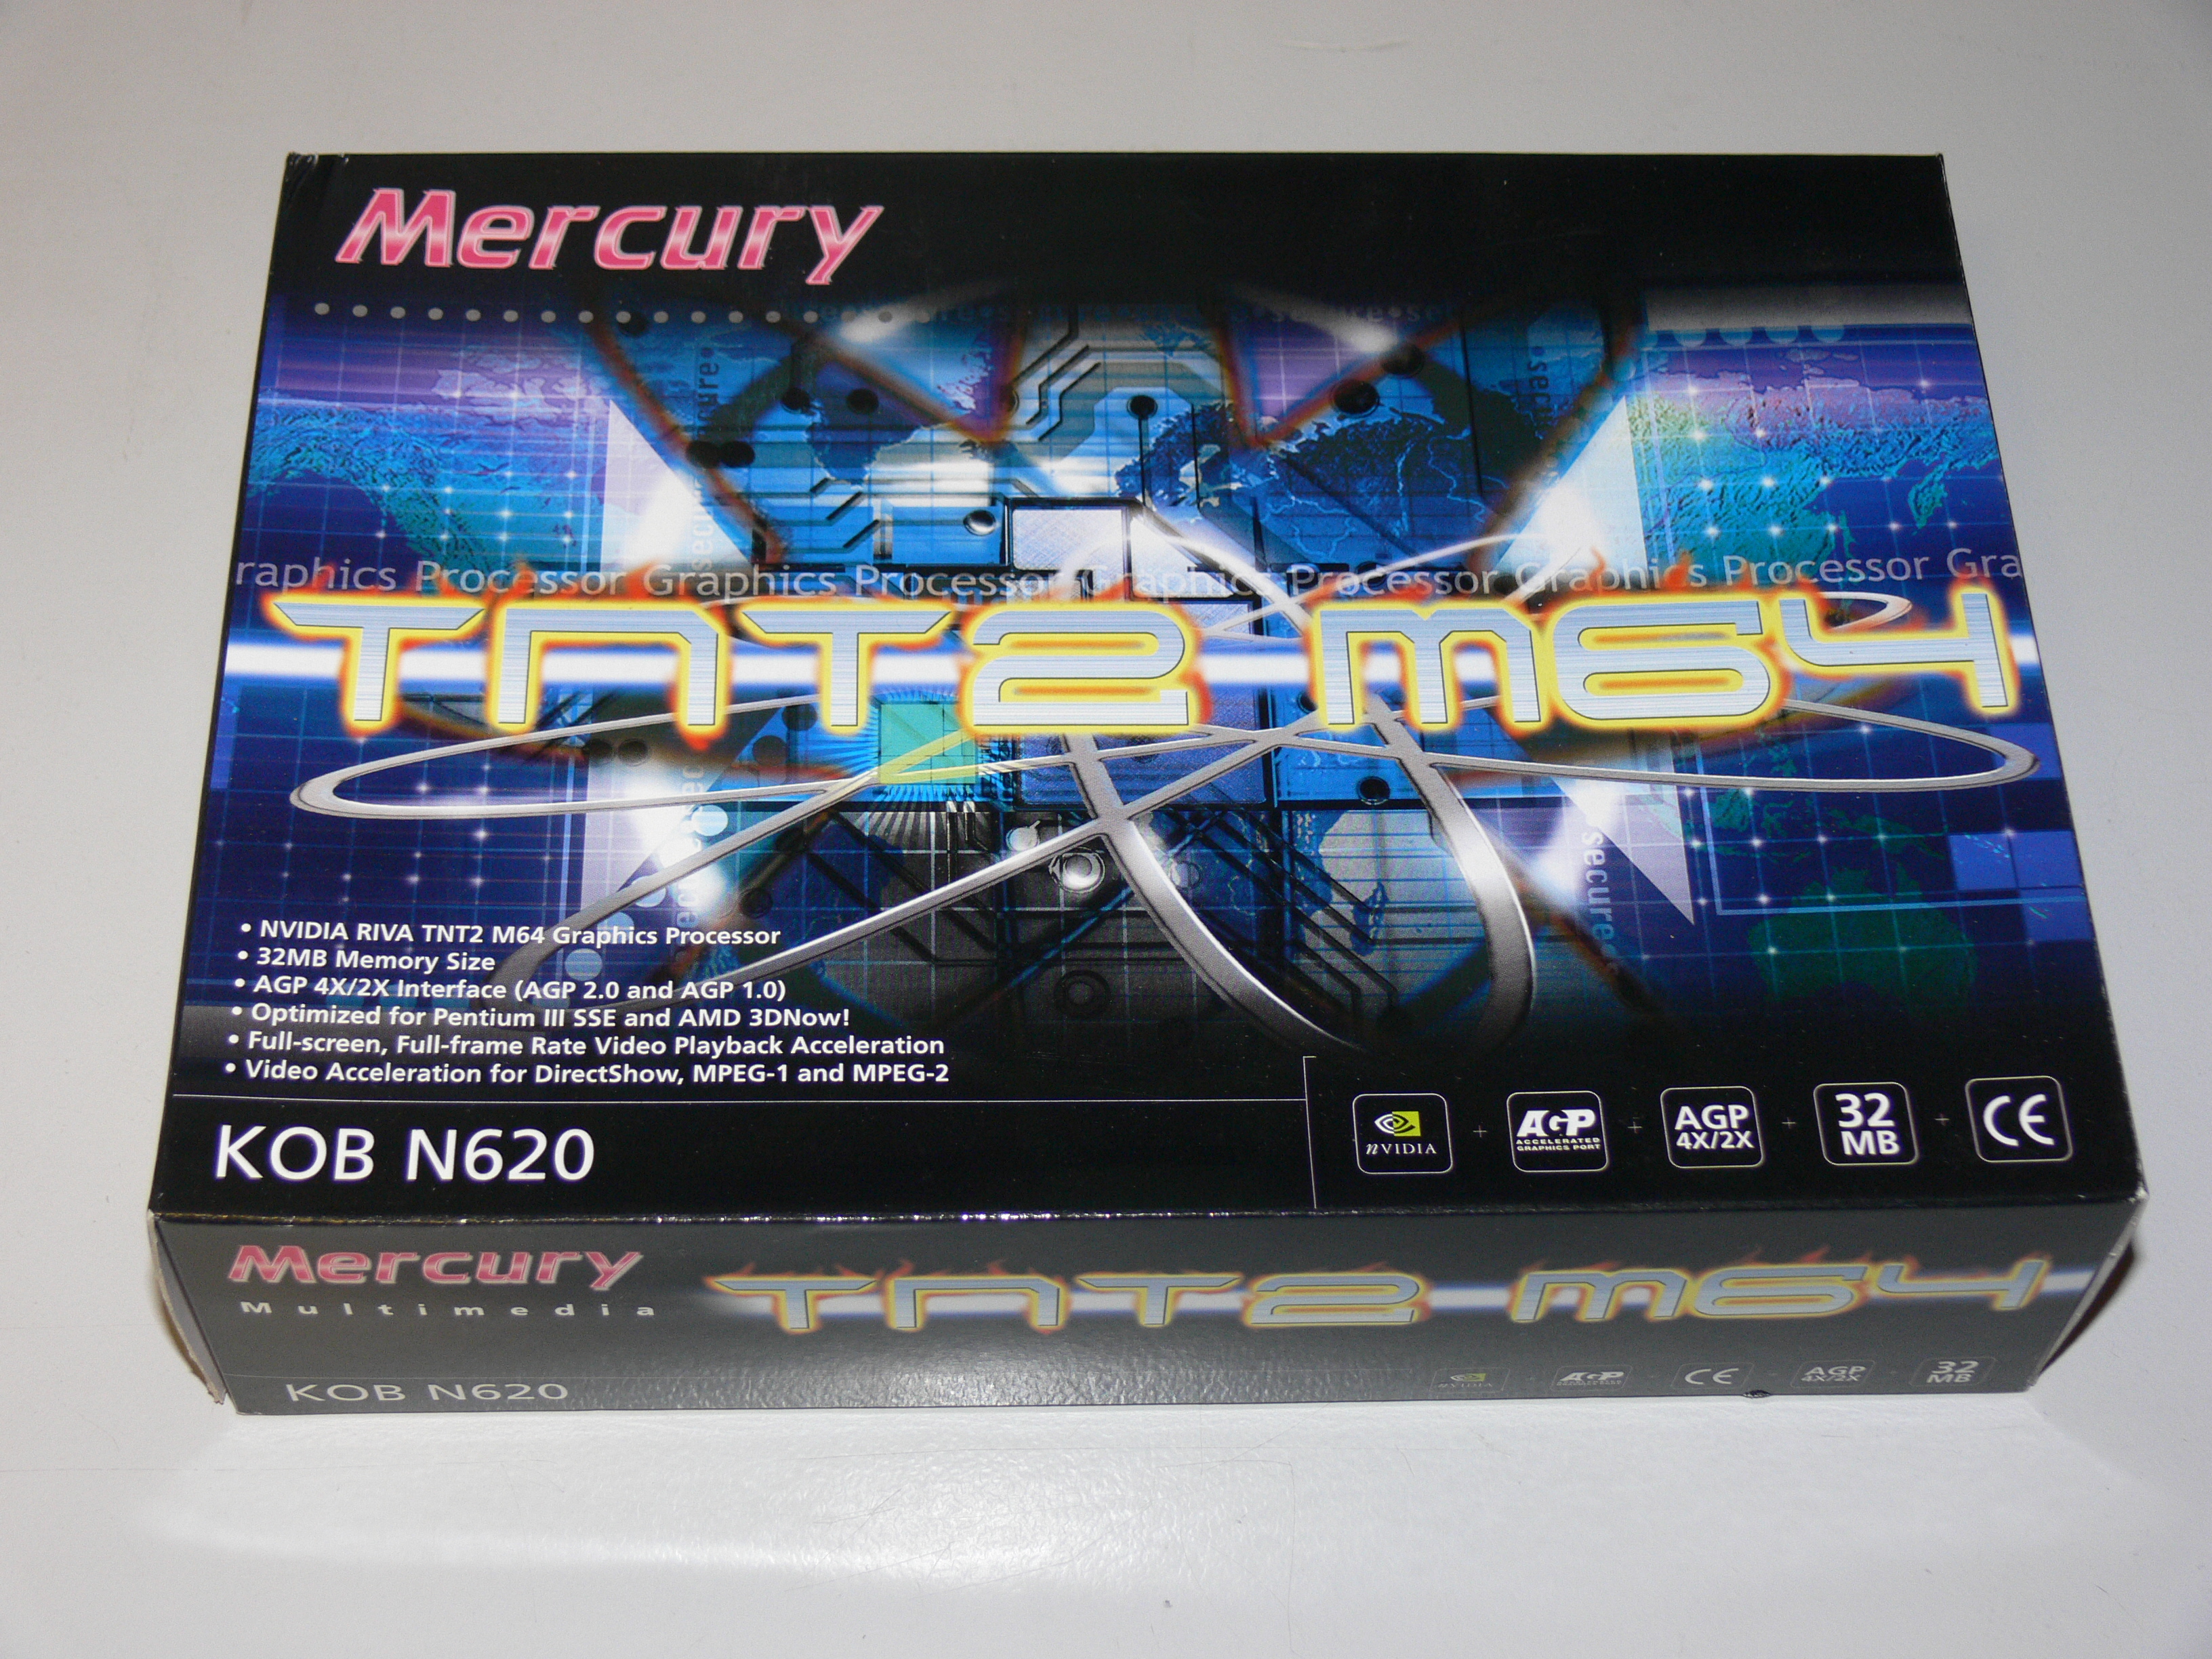 Mercury
raphics Processor Graphics Processor Graphics Processor Graphics Processor Gra
TNT2 M64
secure
• NVIDIA RIVA TNT2 M64 Graphics Processor
• 32MB Memory Size
• AGP 4X/2X Interface (AGP 2.0 and AGP 1.0)
• Optimized for Pentium III SSE and AMD 3DNow!
• Full-screen, Full-frame Rate Video Playback Acceleration
• Video Acceleration for DirectShow, MPEG-1 and MPEG-2
KOB N620
nVIDIA + AGP ACCELERATED GRAPHICS PORT + AGP 4X/2X + 32 MB + CE
Mercury
Multimedia
TNT2 M64
KOB N620
nVIDIA AGP CE AGP 4X/2X 32 MB